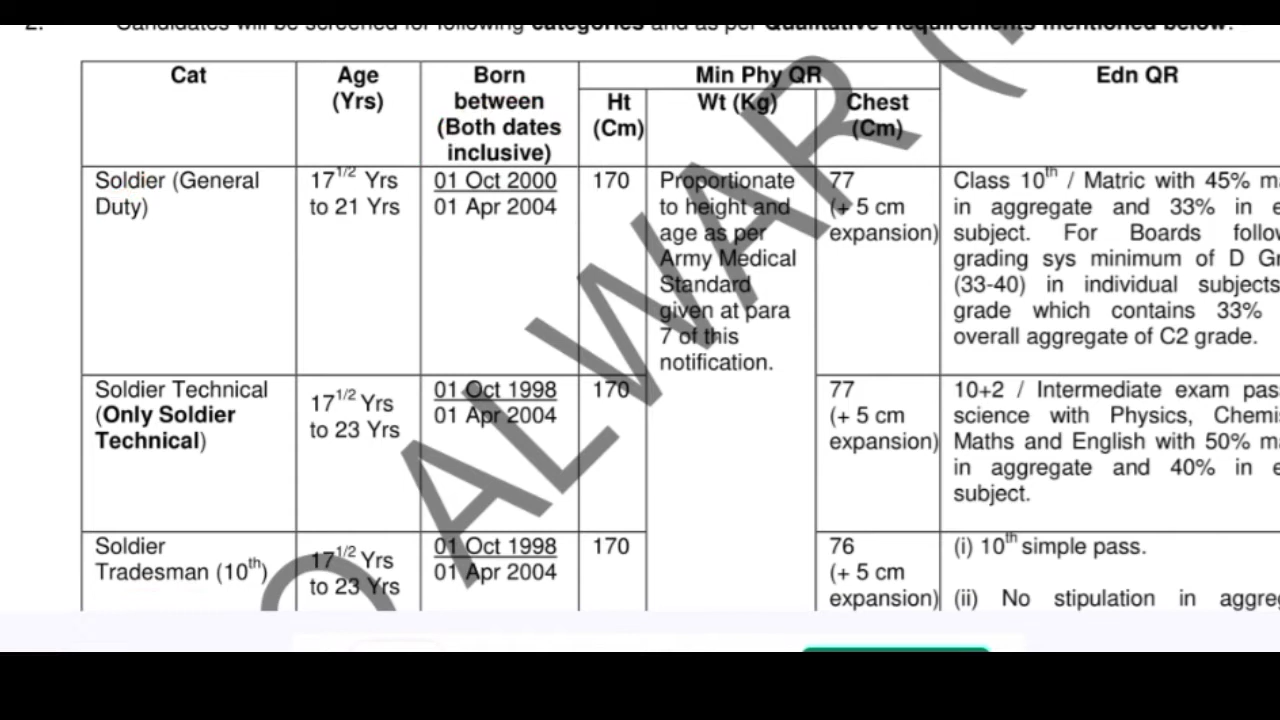 2. Candidates will be screened for following categories and as per Qualitative Requirements mentioned below:
Cat
Age
(Yrs)
Born
between
(Both dates
inclusive)
Min Phy QR
Ht
(Cm)
Wt (Kg)
Chest
(Cm)
Edn QR
Soldier (General
Duty)
17 1/2 Yrs
to 21 Yrs
01 Oct 2000
01 Apr 2004
170
Proportionate
to height and
age as per
Army Medical
Standard
given at para
7 of this
notification.
77
(+ 5 cm
expansion)
Class 10th / Matric with 45% ma
in aggregate and 33% in e
subject. For Boards follow
grading sys minimum of D Gr
(33-40) in individual subjects
grade which contains 33%
overall aggregate of C2 grade.
Soldier Technical
(Only Soldier
Technical)
17 1/2 Yrs
to 23 Yrs
01 Oct 1998
01 Apr 2004
170
77
(+ 5 cm
expansion)
10+2 / Intermediate exam pas
science with Physics, Chemis
Maths and English with 50% ma
in aggregate and 40% in e
subject.
Soldier
Tradesman (10th)
17 1/2 Yrs
to 23 Yrs
01 Oct 1998
01 Apr 2004
170
76
(+ 5 cm
expansion)
(i) 10th simple pass.
(ii) No stipulation in aggreg
O ALWAR (